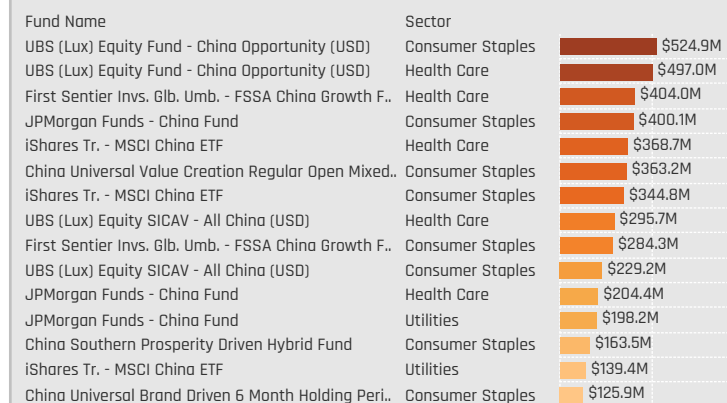 Fund Name Sector
UBS (Lux) Equity Fund - China Opportunity (USD) Consumer Staples $524.9M
UBS (Lux) Equity Fund - China Opportunity (USD) Health Care $497.0M
First Sentier Invs. Glb. Umb. - FSSA China Growth F.. Health Care $404.0M
JPMorgan Funds - China Fund Consumer Staples $400.1M
iShares Tr. - MSCI China ETF Health Care $368.7M
China Universal Value Creation Regular Open Mixed.. Consumer Staples $363.2M
iShares Tr. - MSCI China ETF Consumer Staples $344.8M
UBS (Lux) Equity SICAV - All China (USD) Health Care $295.7M
First Sentier Invs. Glb. Umb. - FSSA China Growth F.. Consumer Staples $284.3M
UBS (Lux) Equity SICAV - All China (USD) Consumer Staples $229.2M
JPMorgan Funds - China Fund Health Care $204.4M
JPMorgan Funds - China Fund Utilities $198.2M
China Southern Prosperity Driven Hybrid Fund Consumer Staples $163.5M
iShares Tr. - MSCI China ETF Utilities $139.4M
China Universal Brand Driven 6 Month Holding Peri.. Consumer Staples $125.9M